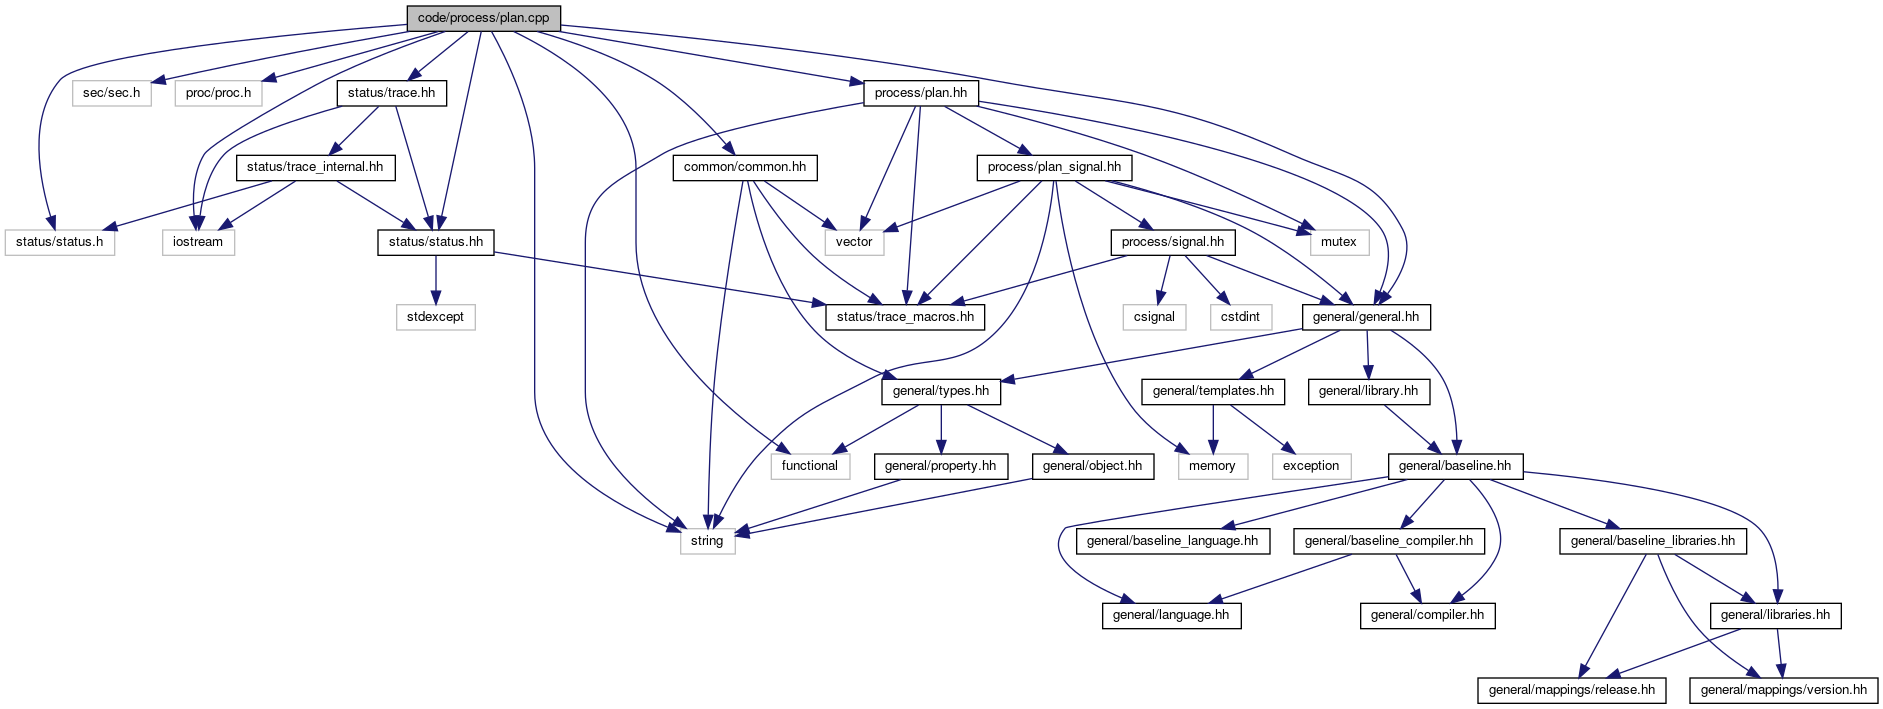 code/process/plan.cpp
sec/sec.h
proc/proc.h
status/trace.hh
process/plan.hh
status/trace_internal.hh
common/common.hh
process/plan_signal.hh
status/status.h
iostream
status/status.hh
vector
process/signal.hh
mutex
stdexcept
status/trace_macros.hh
csignal
cstdint
general/general.hh
general/types.hh
general/templates.hh
general/library.hh
functional
general/property.hh
general/object.hh
memory
exception
general/baseline.hh
string
general/baseline_language.hh
general/baseline_compiler.hh
general/baseline_libraries.hh
general/language.hh
general/compiler.hh
general/libraries.hh
general/mappings/release.hh
general/mappings/version.hh